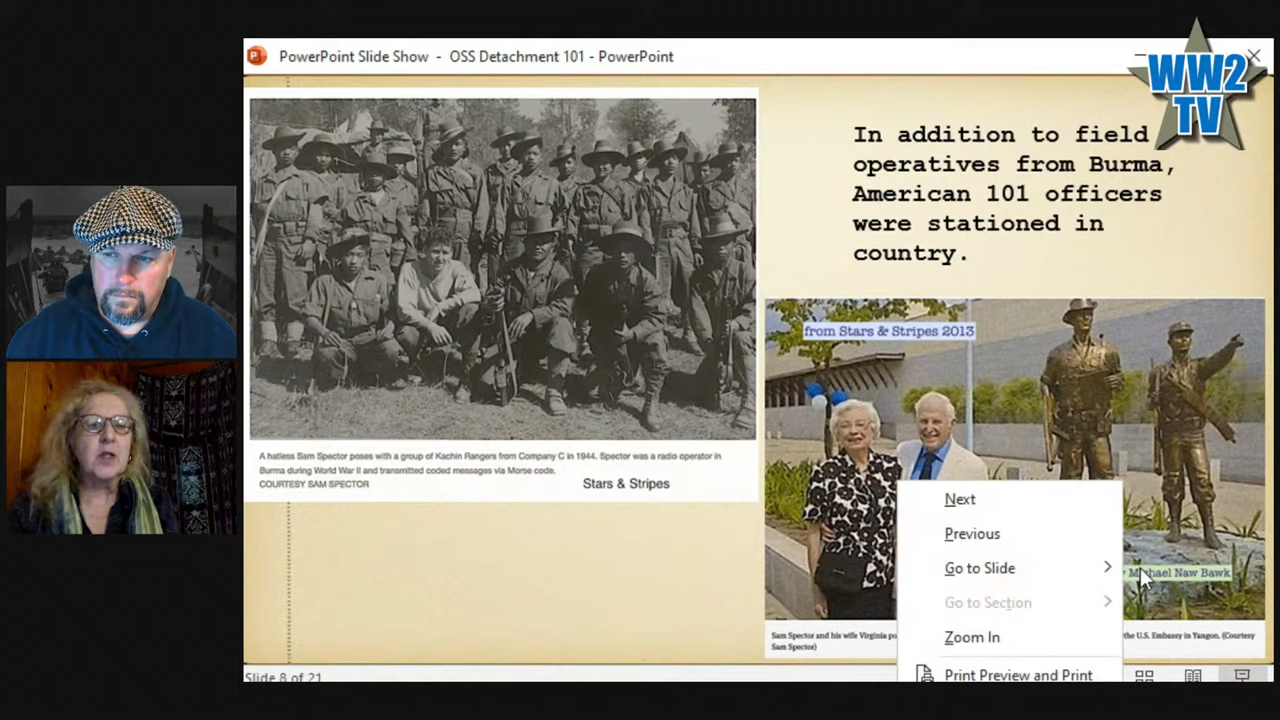 PowerPoint Slide Show - OSS Detachment 101 - PowerPoint
WW2
TV
In addition to field
operatives from Burma,
American 101 officers
were stationed in
country.
A hatless Sam Spector poses with a group of Kachin Rangers from Company C in 1944. Spector was a radio operator in
Burma during World War II and transmitted coded messages via Morse code.
COURTESY SAM SPECTOR
Stars & Stripes
from Stars & Stripes 2013
Michael Naw Bawk
Sam Spector and his wife Virginia po
the U.S. Embassy in Yangon. (Courtesy
Sam Spector)
Next
Previous
Go to Slide
Go to Section
Zoom In
Print Preview and Print
Slide 8 of 21